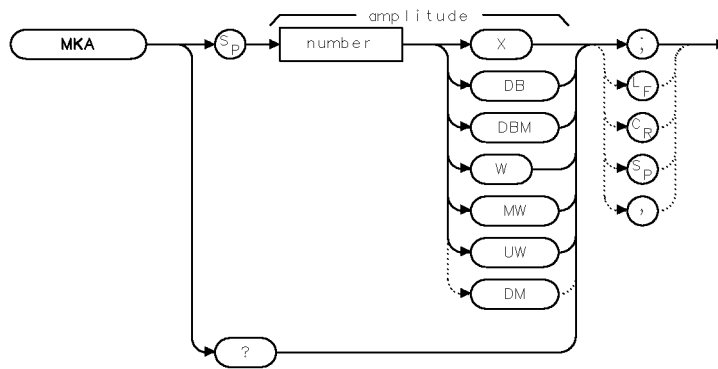 amplitude
MKA
SP
number
X
;
DB
LF
DBM
CR
W
SP
MW
,
UW
DM
?